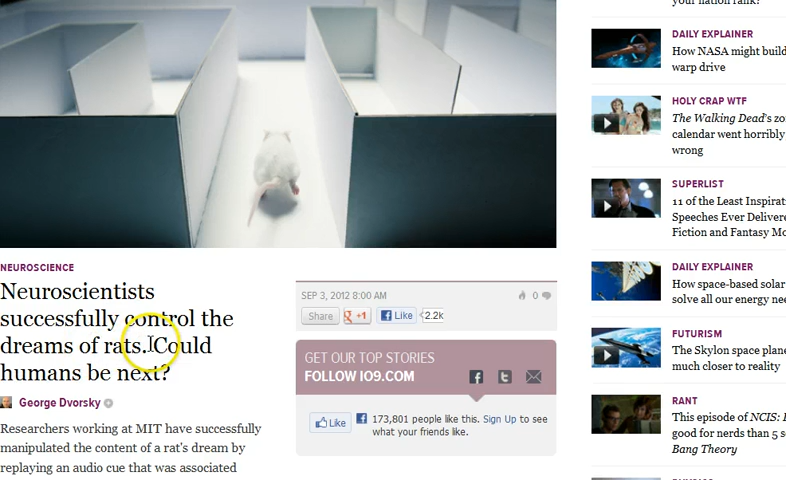 NEUROSCIENCE
Neuroscientists
successfully control the
dreams of rats. Could
humans be next?
George Dvorsky
Researchers working at MIT have successfully
manipulated the content of a rat's dream by
replaying an audio cue that was associated
SEP 3, 2012 8:00 AM
0
Share
+1
Like
2.2k
GET OUR TOP STORIES
FOLLOW IO9.COM
Like
173,801 people like this. Sign Up to see
what your friends like.
your nation rank?
DAILY EXPLAINER
How NASA might build
warp drive
HOLY CRAP WTF
The Walking Dead's
calendar went horribly
wrong
SUPERLIST
11 of the Least
Speeches Ever
Fiction and Fantasy
DAILY EXPLAINER
How space-based solar
solve all our energy
FUTURISM
The Skylon space plane
much closer to reality
RANT
This episode of NCIS:
good for nerds than 5
Bang Theory